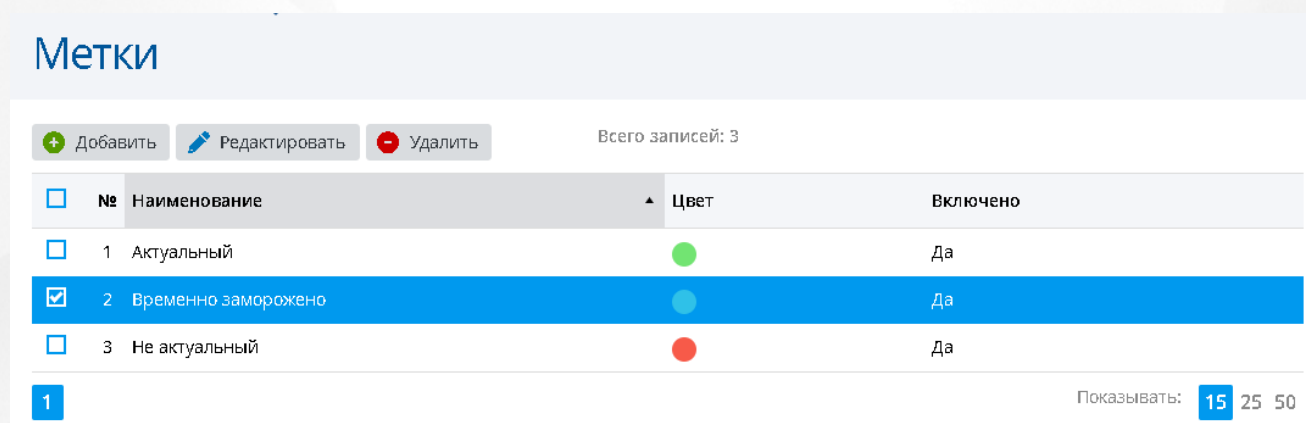 Метки
Добавить Редактировать Удалить Всего записей: 3
№ Наименование Цвет Включено
1 Актуальный Да
2 Временно заморожено Да
3 Не актуальный Да
1 Показывать: 15 25 50